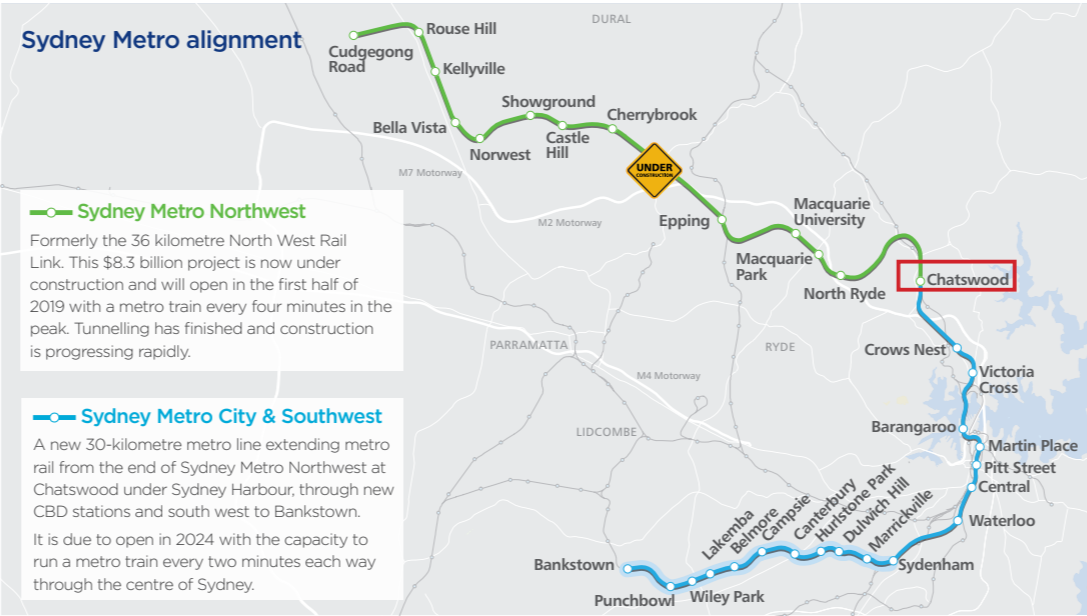 Sydney Metro alignment
DURAL
Rouse Hill
Cudgegong
Road
Kellyville
Showground
Cherrybrook
Bella Vista
Castle
Hill
Norwest
M7 Motorway
UNDER
CONSTRUCTION
Sydney Metro Northwest
Formerly the 36 kilometre North West Rail
Link. This $8.3 billion project is now under
construction and will open in the first half of
2019 with a metro train every four minutes in the
peak. Tunnelling has finished and construction
is progressing rapidly.
M2 Motorway
Epping
Macquarie
University
Macquarie
Park
North Ryde
Chatswood
PARRAMATTA
RYDE
Crows Nest
M4 Motorway
Victoria
Cross
Sydney Metro City & Southwest
A new 30-kilometre metro line extending metro
rail from the end of Sydney Metro Northwest at
Chatswood under Sydney Harbour, through new
CBD stations and south west to Bankstown.
It is due to open in 2024 with the capacity to
run a metro train every two minutes each way
through the centre of Sydney.
LIDCOMBE
Barangaroo
Martin Place
Pitt Street
Central
Waterloo
Sydenham
Marrickville
Dulwich Hill
Hurlstone Park
Canterbury
Campsie
Belmore
Lakemba
Wiley Park
Punchbowl
Bankstown